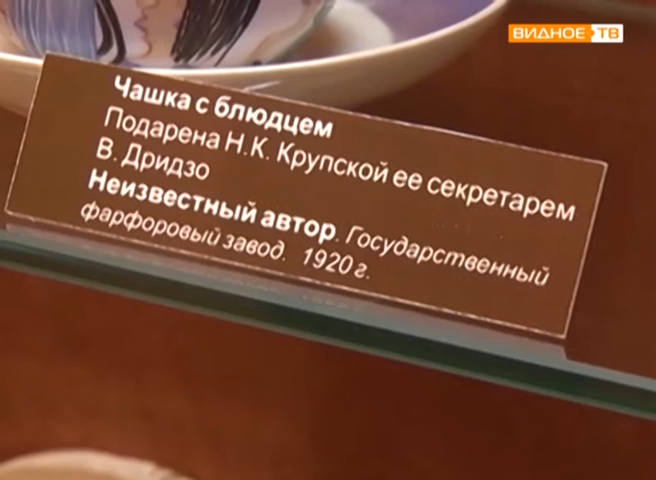 ВИДНОЕ ТВ
Чашка с блюдцем
Подарена Н.К. Крупской ее секретарем
В. Дридзо
Неизвестный автор. Государственный
фарфоровый завод. 1920 г.